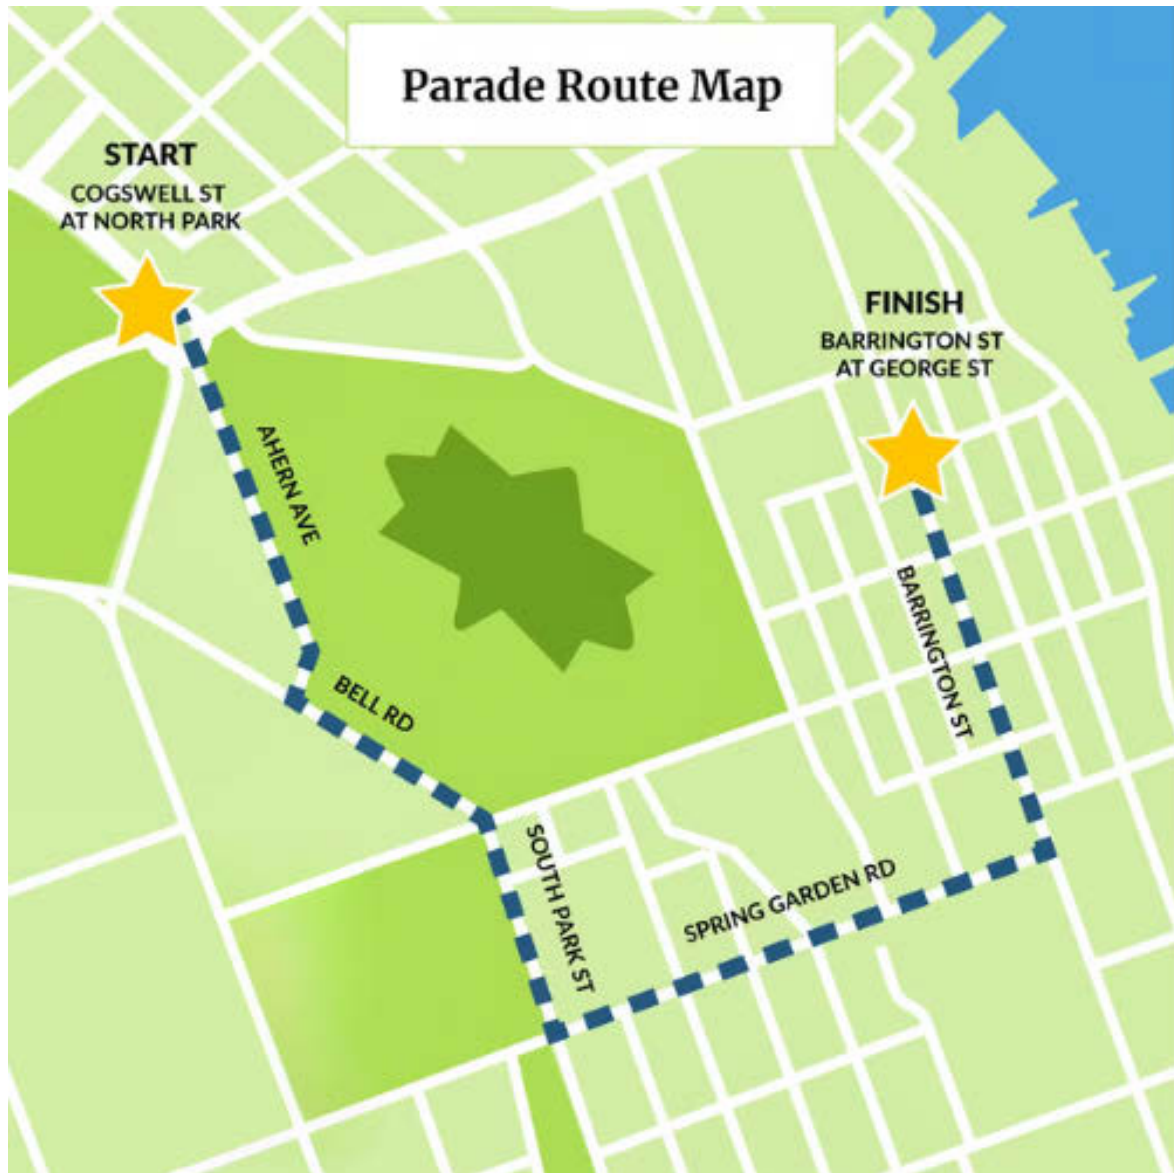 Parade Route Map
START
COGSWELL ST
AT NORTH PARK
FINISH
BARRINGTON ST
AT GEORGE ST
AHERN AVE
BELL RD
SOUTH PARK ST
SPRING GARDEN RD
BARRINGTON ST